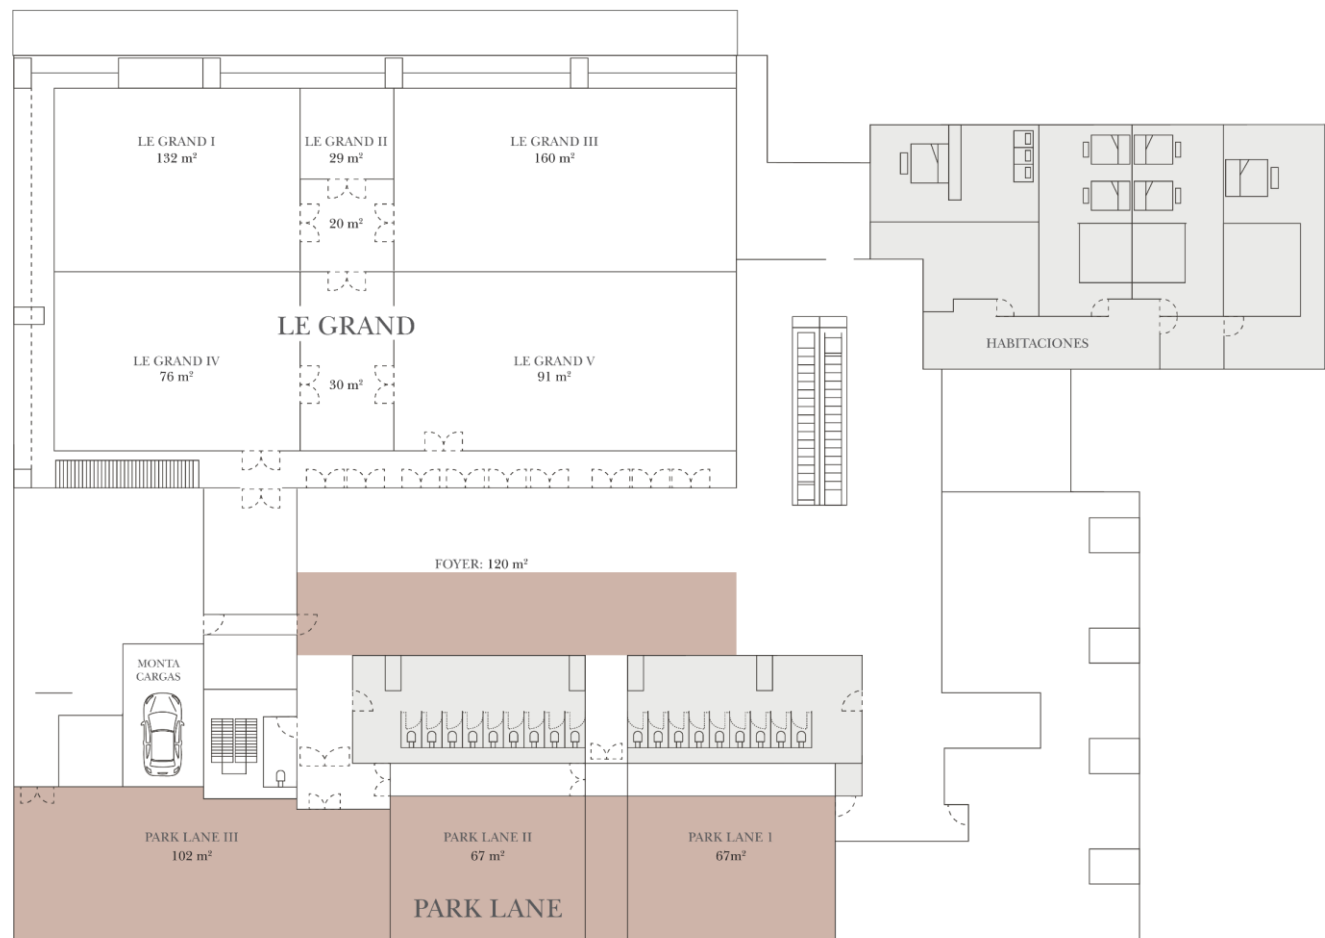 LE GRAND I
132 m²
LE GRAND II
29 m²
LE GRAND III
160 m²
20 m²
LE GRAND
LE GRAND IV
76 m²
30 m²
LE GRAND V
91 m²
HABITACIONES
FOYER: 120 m²
MONTA
CARGAS
PARK LANE III
102 m²
PARK LANE II
67 m²
PARK LANE 1
67m²
PARK LANE